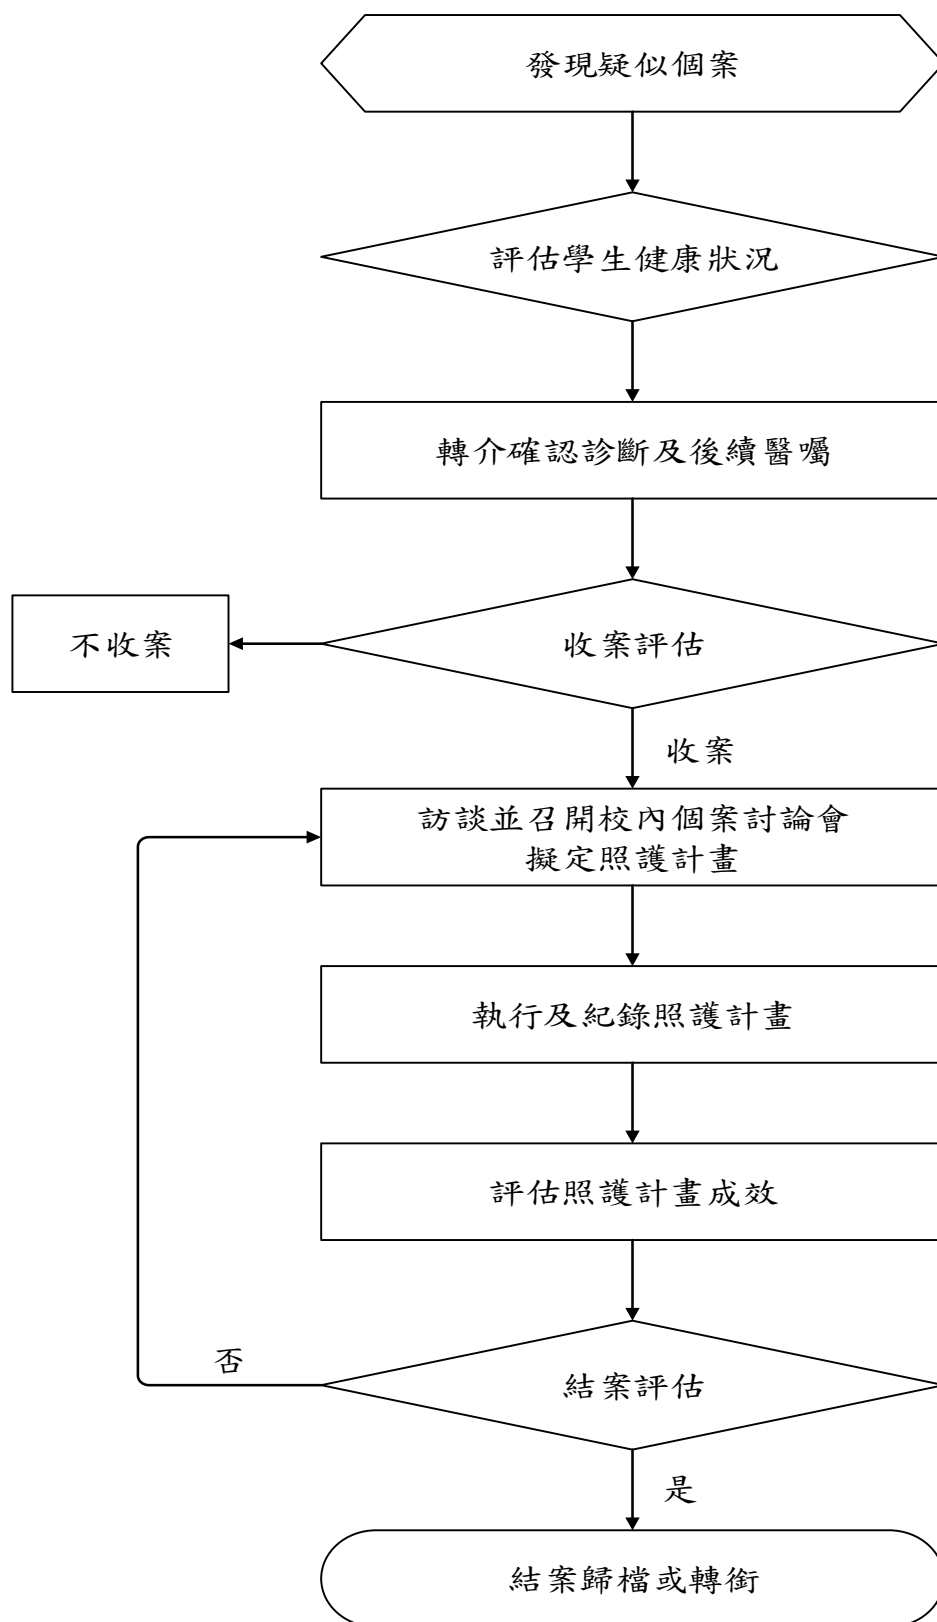 發現疑似個案
評估學生健康狀況
轉介確認診斷及後續醫囑
不收案
收案評估
收案
訪談並召開校內個案討論會
擬定照護計畫
執行及紀錄照護計畫
評估照護計畫成效
否
結案評估
是
結案歸檔或轉銜